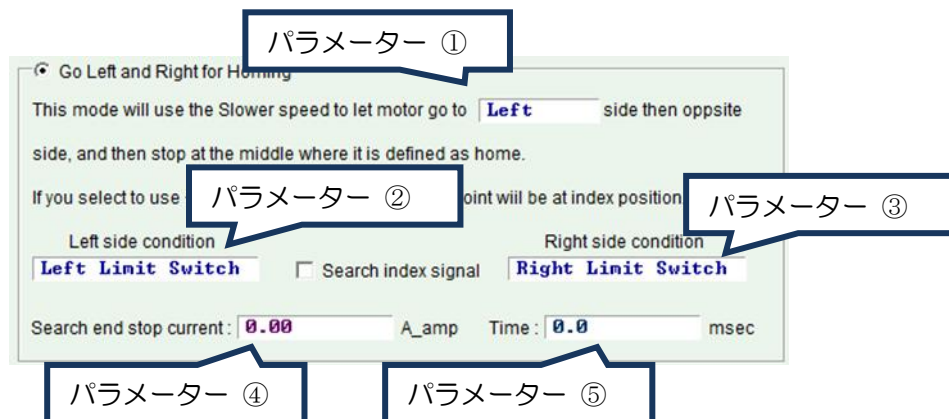 パラメーター ①
Go Left and Right for Homing
This mode will use the Slower speed to let motor go to Left side then oppsite
side, and then stop at the middle where it is defined as home.
If you select to use パラメーター ② oint wiil be at index position パラメーター ③
Left side condition Right side condition
Left Limit Switch Search index signal Right Limit Switch
Search end stop current : 0.00 A_amp Time : 0.0 msec
パラメーター ④ パラメーター ⑤